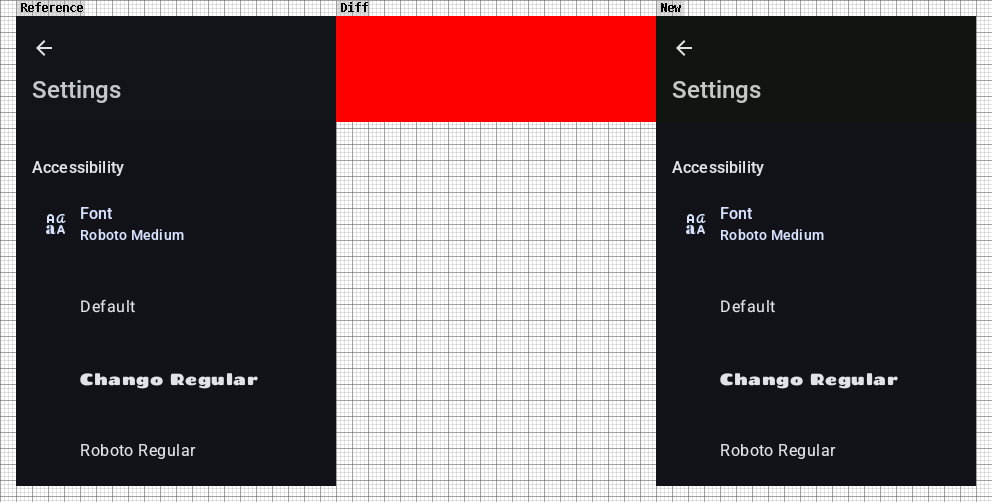 Reference
Diff
New
Settings
Accessibility
Font
Roboto Medium
Default
Chango Regular
Roboto Regular
Settings
Accessibility
Font
Roboto Medium
Default
Chango Regular
Roboto Regular